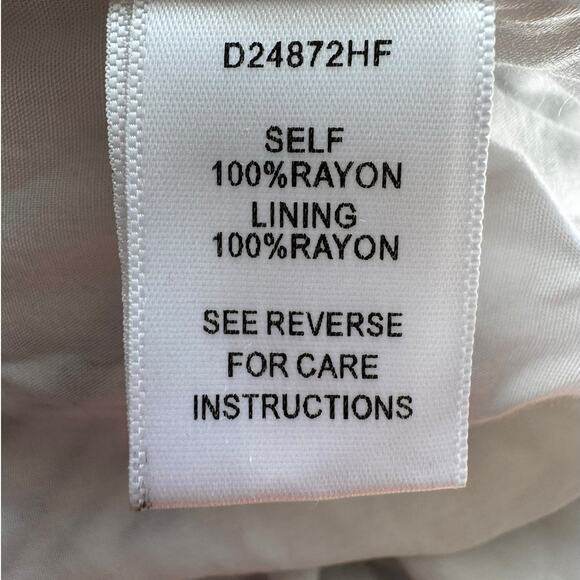 D24872HF
SELF
100%RAYON
LINING
100%RAYON
SEE REVERSE
FOR CARE
INSTRUCTIONS